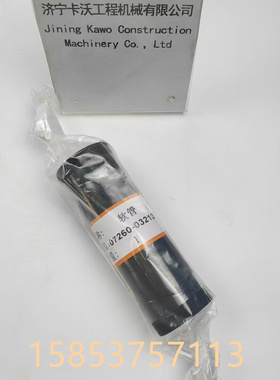 济宁卡沃工程机械有限公司
Jining Kawo Construction
Machinery Co., Ltd
软管
07260-03213
1
15853757113